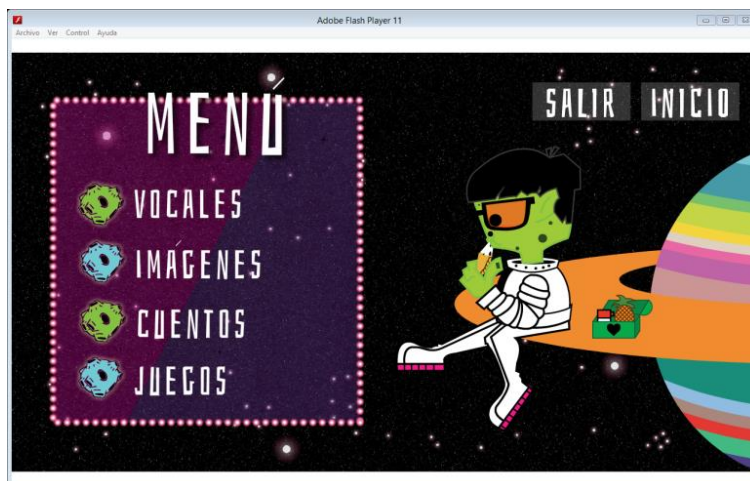 Adobe Flash Player 11
Archivo Ver Control Ayuda
MENÚ
SALIR INICIO
VOCALES
IMÁGENES
CUENTOS
JUEGOS